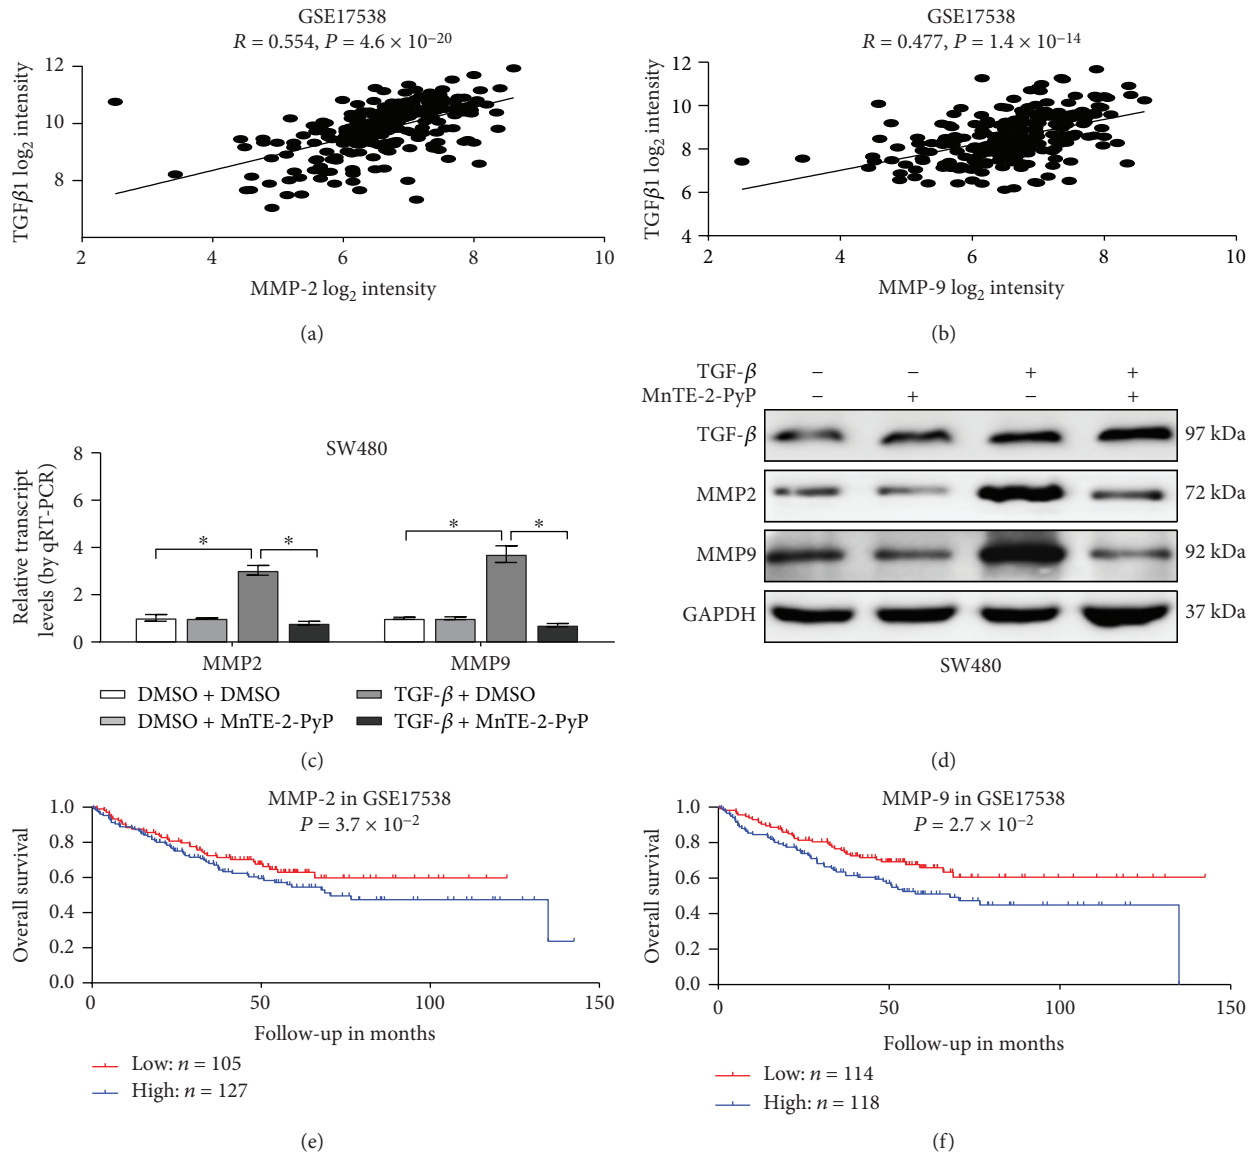 GSE17538
R = 0.554, P = 4.6 × 10⁻²⁰
TGFβ1 log₂ intensity
12
10
8
2 4 6 8 10
MMP-2 log₂ intensity
(a)
GSE17538
R = 0.477, P = 1.4 × 10⁻¹⁴
TGFβ1 log₂ intensity
12
10
8
6
4
2 4 6 8 10
MMP-9 log₂ intensity
(b)
SW480
Relative transcript
levels (by qRT-PCR)
8
6
4
2
0
* * * *
MMP2 MMP9
DMSO + DMSO
DMSO + MnTE-2-PyP
TGF-β + DMSO
TGF-β + MnTE-2-PyP
(c)
TGF-β − − + +
MnTE-2-PyP − + − +
TGF-β 97 kDa
MMP2 72 kDa
MMP9 92 kDa
GAPDH 37 kDa
SW480
(d)
MMP-2 in GSE17538
P = 3.7 × 10⁻²
Overall survival
1.0
0.8
0.6
0.4
0.2
0.0
0 50 100 150
Follow-up in months
Low: n = 105
High: n = 127
(e)
MMP-9 in GSE17538
P = 2.7 × 10⁻²
Overall survival
1.0
0.8
0.6
0.4
0.2
0.0
0 50 100 150
Follow-up in months
Low: n = 114
High: n = 118
(f)